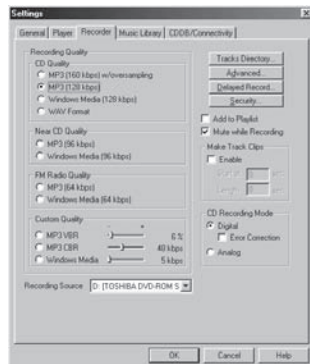 Settings
General Player Recorder Music Library CDDB/Connectivity
Recording Quality
CD Quality
MP3 (160 kbps) w/oversampling
MP3 (128 kbps)
Windows Media (128 kbps)
WAV Format
Near CD Quality
MP3 (96 kbps)
Windows Media (96 kbps)
FM Radio Quality
MP3 (64 kbps)
Windows Media (64 kbps)
Custom Quality
- +
MP3 VBR 6 %
MP3 CBR 40 kbps
Windows Media 5 kbps
Recording Source D: [TOSHIBA DVD-ROM S
Tracks Directory...
Advanced...
Delayed Record...
Security...
Add to Playlist
Mute while Recording
Make Track Clips
Enable
Start at
Length
CD Recording Mode
Digital
Error Correction
Analog
OK Cancel Help